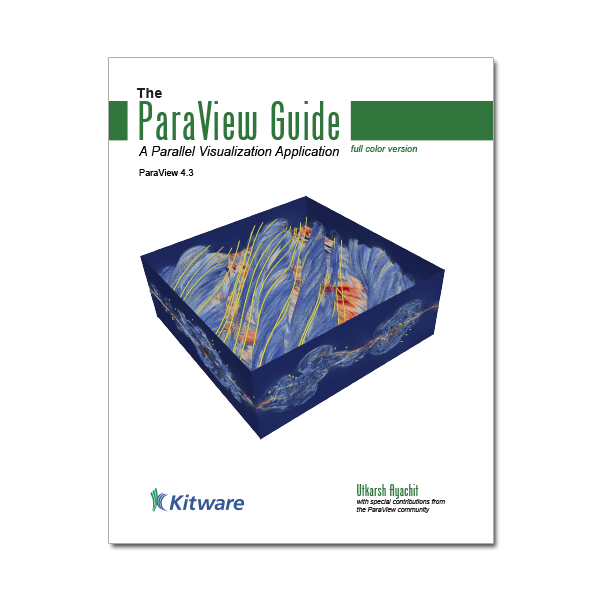 The
ParaView Guide
A Parallel Visualization Application
full color version
ParaView 4.3
Kitware
Utkarsh Ayachit
with special contributions from
the ParaView community